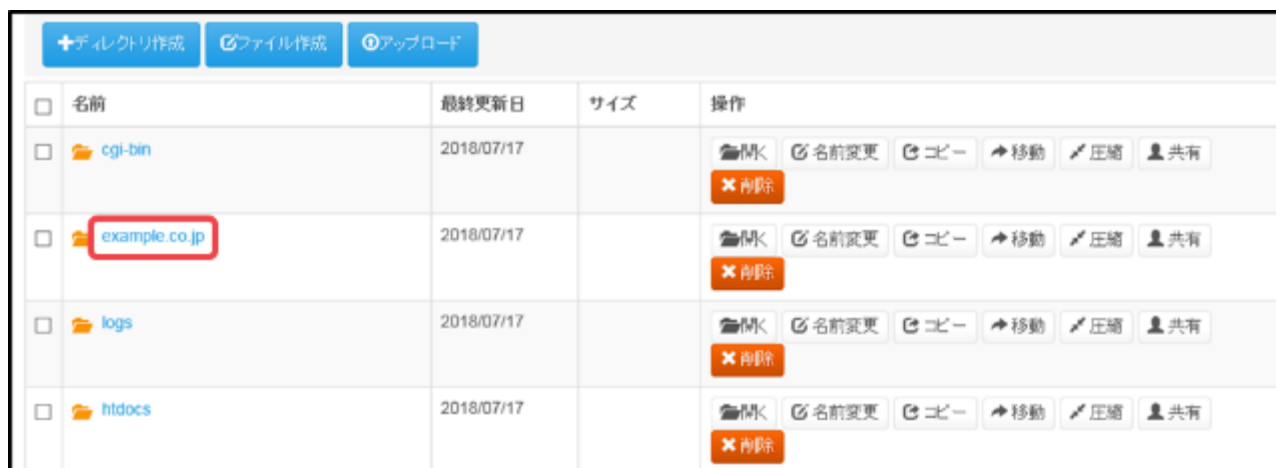 ディレクトリ作成 ファイル作成 アップロード
名前 最終更新日 サイズ 操作
cgi-bin 2018/07/17 開く 名前変更 コピー 移動 圧縮 共有
削除
example.co.jp 2018/07/17 開く 名前変更 コピー 移動 圧縮 共有
削除
logs 2018/07/17 開く 名前変更 コピー 移動 圧縮 共有
削除
htdocs 2018/07/17 開く 名前変更 コピー 移動 圧縮 共有
削除